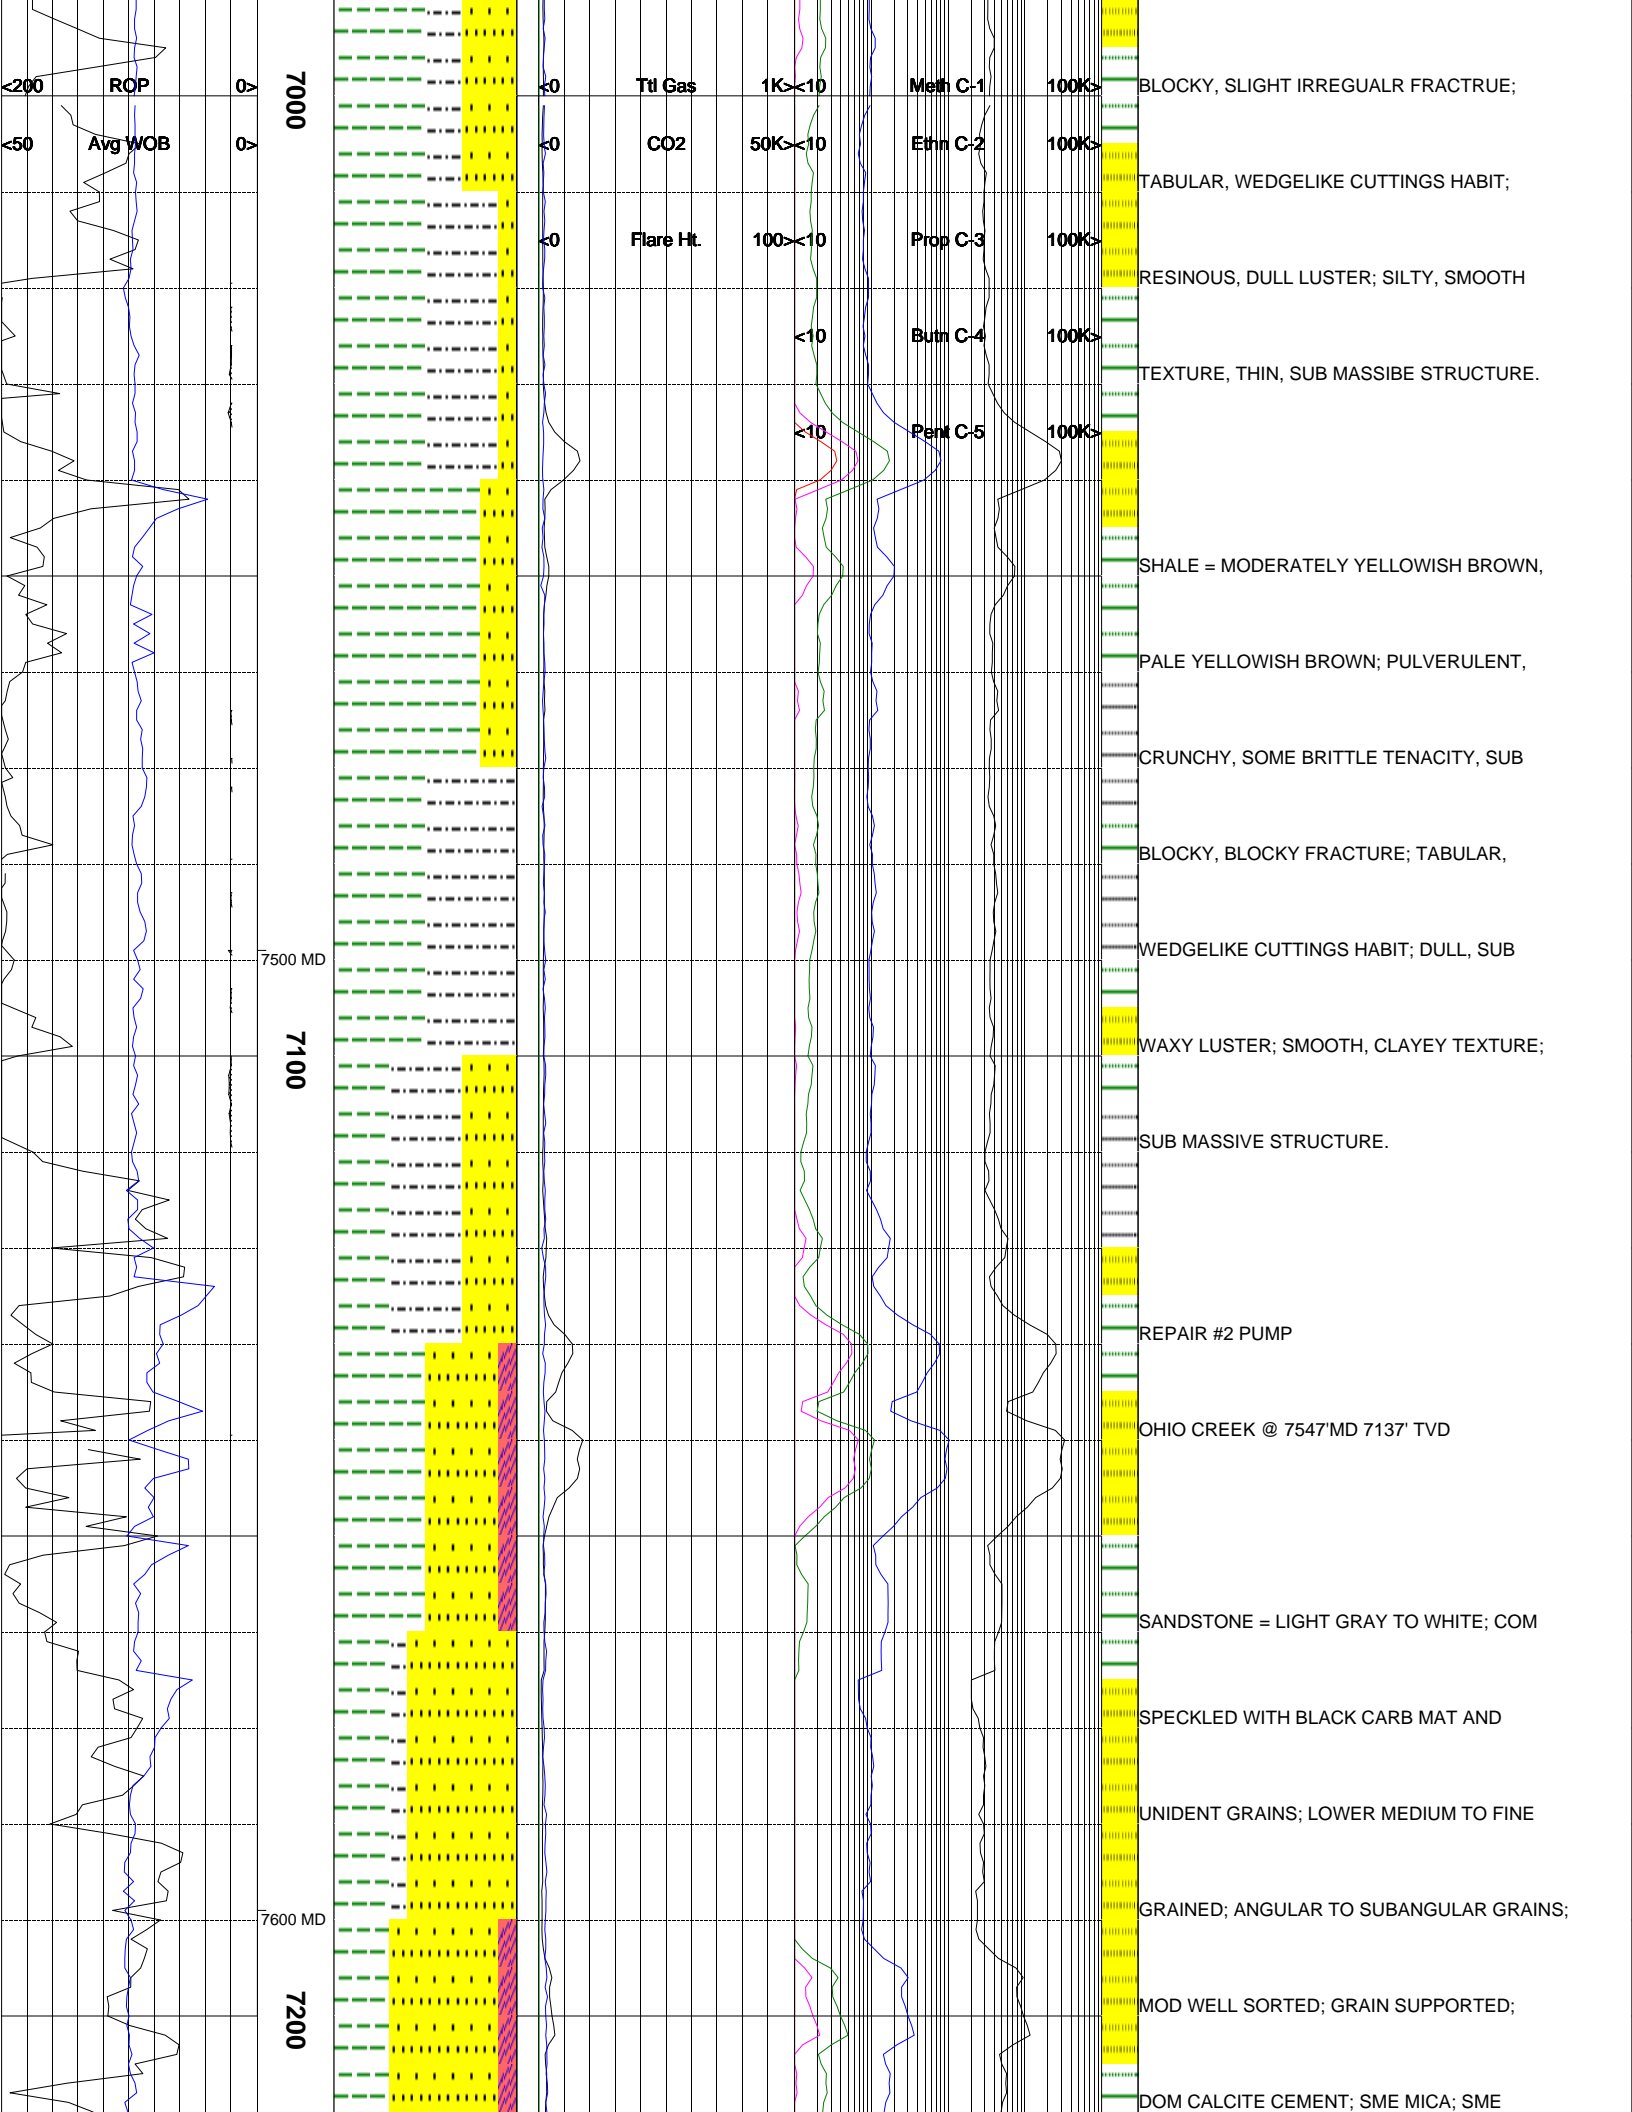 <200 ROP 0>
<0 Ttl Gas 1K>
<10 Meth C-1 100K>
BLOCKY, SLIGHT IRREGUALR FRACTRUE;
7000
<50 Avg WOB 0>
<0 CO2 50K>
<10 Ethn C-2 100K>
TABULAR, WEDGELIKE CUTTINGS HABIT;
<0 Flare Ht. 100>
<10 Prop C-3 100K>
RESINOUS, DULL LUSTER; SILTY, SMOOTH
<10 Butn C-4 100K>
TEXTURE, THIN, SUB MASSIBE STRUCTURE.
<10 Pent C-5 100K>
SHALE = MODERATELY YELLOWISH BROWN,
PALE YELLOWISH BROWN; PULVERULENT,
CRUNCHY, SOME BRITTLE TENACITY, SUB
BLOCKY, BLOCKY FRACTURE; TABULAR,
WEDGELIKE CUTTINGS HABIT; DULL, SUB
7500 MD
WAXY LUSTER; SMOOTH, CLAYEY TEXTURE;
7100
SUB MASSIVE STRUCTURE.
REPAIR #2 PUMP
OHIO CREEK @ 7547'MD 7137' TVD
SANDSTONE = LIGHT GRAY TO WHITE; COM
SPECKLED WITH BLACK CARB MAT AND
UNIDENT GRAINS; LOWER MEDIUM TO FINE
GRAINED; ANGULAR TO SUBANGULAR GRAINS;
7600 MD
MOD WELL SORTED; GRAIN SUPPORTED;
7200
DOM CALCITE CEMENT; SME MICA; SME